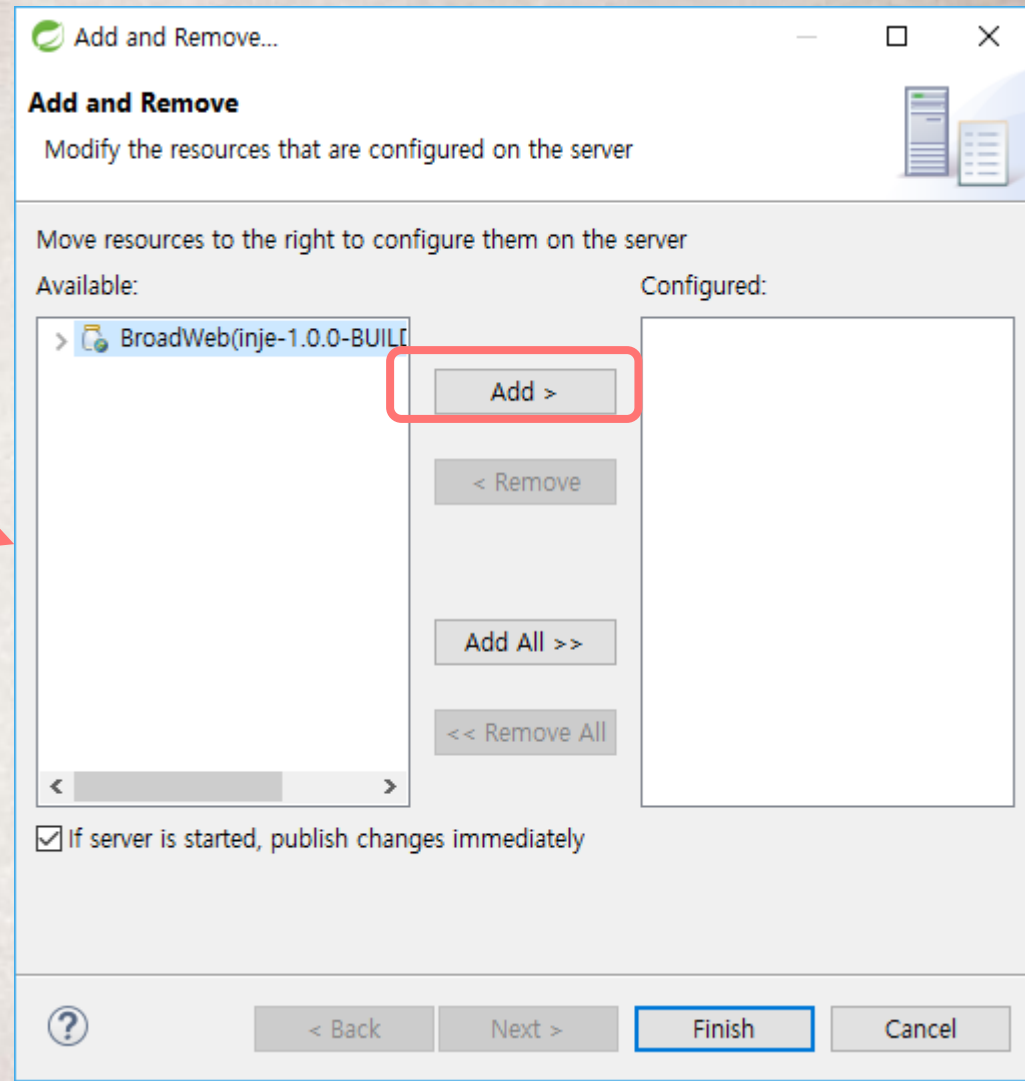 Add and Remove...
Add and Remove
Modify the resources that are configured on the server
Move resources to the right to configure them on the server
Available:
Configured:
BroadWeb(inje-1.0.0-BUILD
Add >
< Remove
Add All >>
<< Remove All
If server is started, publish changes immediately
?
< Back
Next >
Finish
Cancel